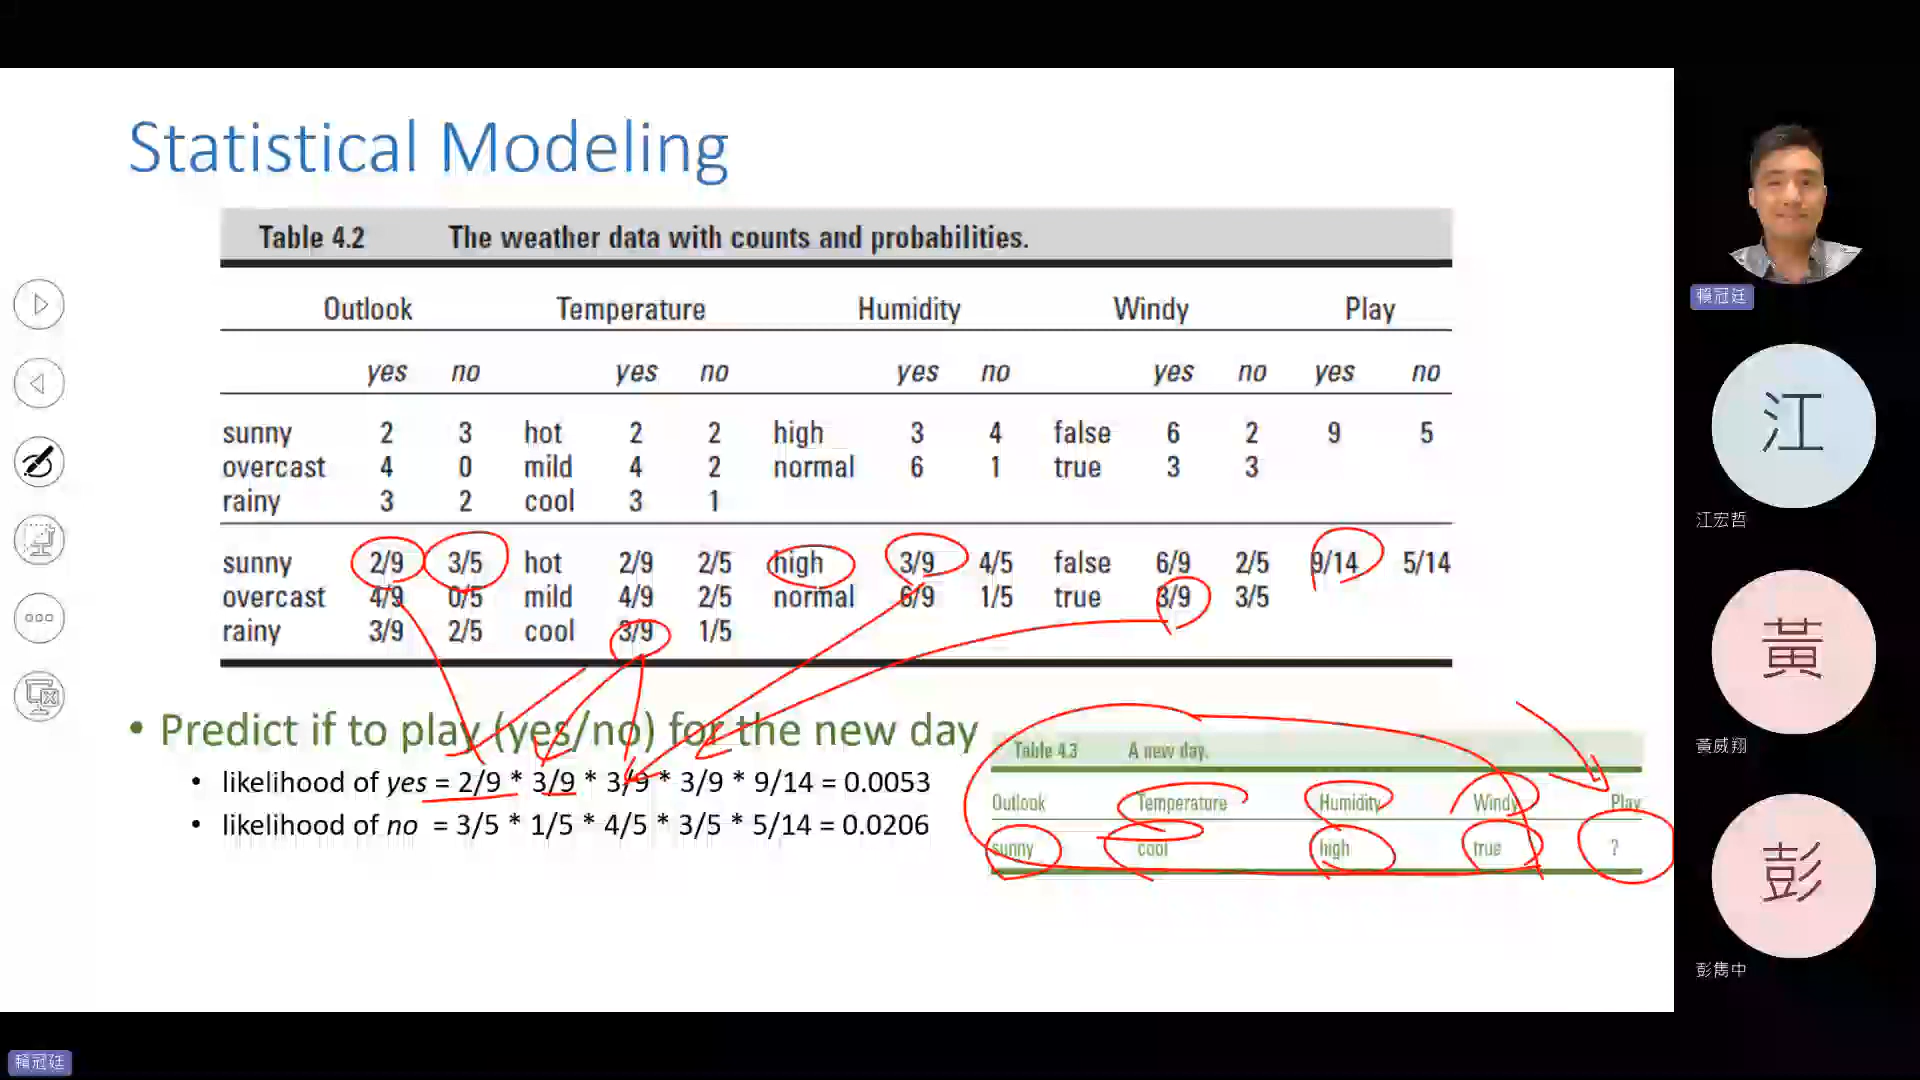 Statistical Modeling
Table 4.2 The weather data with counts and probabilities.
Outlook Temperature Humidity Windy Play
yes no yes no yes no yes no yes no
sunny 2 3 hot 2 2 high 3 4 false 6 2 9 5
overcast 4 0 mild 4 2 normal 6 1 true 3 3
rainy 3 2 cool 3 1
sunny 2/9 3/5 hot 2/9 2/5 high 3/9 4/5 false 6/9 2/5 9/14 5/14
overcast 4/9 0/5 mild 4/9 2/5 normal 6/9 1/5 true 3/9 3/5
rainy 3/9 2/5 cool 3/9 1/5
• Predict if to play (yes/no) for the new day
• likelihood of yes = 2/9 * 3/9 * 3/9 * 3/9 * 9/14 = 0.0053
• likelihood of no = 3/5 * 1/5 * 4/5 * 3/5 * 5/14 = 0.0206
Table 4.3 A new day.
Outlook Temperature Humidity Windy Play
sunny cool high true ?
賴冠廷
江
江宏哲
黃
黃威翔
彭
彭雋中
賴冠廷